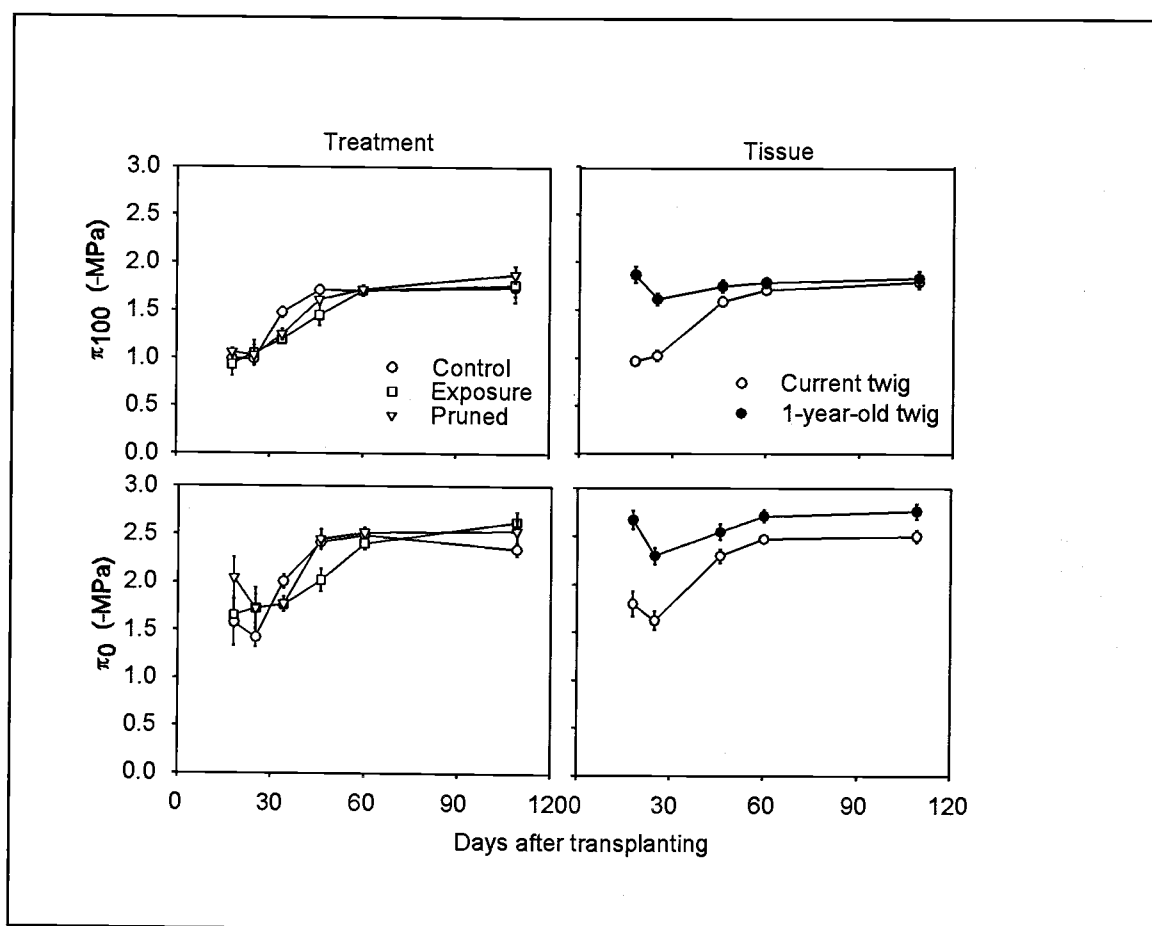 Treatment
Tissue
3.0
2.5
2.0
1.5
1.0
0.5
0.0
π100 (-MPa)
Control
Exposure
Pruned
Current twig
1-year-old twig
3.0
2.5
2.0
1.5
1.0
0.5
0.0
π0 (-MPa)
0 30 60 90 120 0 30 60 90 120
Days after transplanting